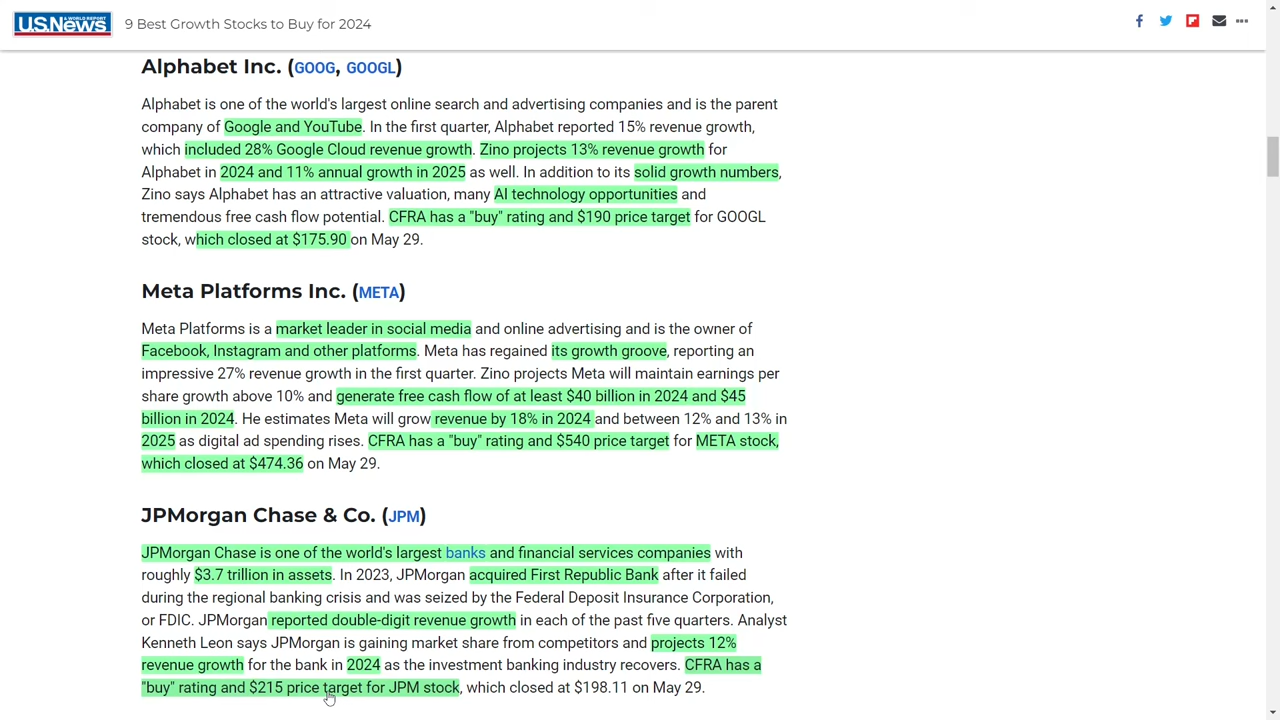 U.S.News
& WORLD REPORT
9 Best Growth Stocks to Buy for 2024
Alphabet Inc. (GOOG, GOOGL)
Alphabet is one of the world's largest online search and advertising companies and is the parent
company of Google and YouTube. In the first quarter, Alphabet reported 15% revenue growth,
which included 28% Google Cloud revenue growth. Zino projects 13% revenue growth for
Alphabet in 2024 and 11% annual growth in 2025 as well. In addition to its solid growth numbers,
Zino says Alphabet has an attractive valuation, many AI technology opportunities and
tremendous free cash flow potential. CFRA has a "buy" rating and $190 price target for GOOGL
stock, which closed at $175.90 on May 29.
Meta Platforms Inc. (META)
Meta Platforms is a market leader in social media and online advertising and is the owner of
Facebook, Instagram and other platforms. Meta has regained its growth groove, reporting an
impressive 27% revenue growth in the first quarter. Zino projects Meta will maintain earnings per
share growth above 10% and generate free cash flow of at least $40 billion in 2024 and $45
billion in 2024. He estimates Meta will grow revenue by 18% in 2024 and between 12% and 13% in
2025 as digital ad spending rises. CFRA has a "buy" rating and $540 price target for META stock,
which closed at $474.36 on May 29.
JPMorgan Chase & Co. (JPM)
JPMorgan Chase is one of the world's largest banks and financial services companies with
roughly $3.7 trillion in assets. In 2023, JPMorgan acquired First Republic Bank after it failed
during the regional banking crisis and was seized by the Federal Deposit Insurance Corporation,
or FDIC. JPMorgan reported double-digit revenue growth in each of the past five quarters. Analyst
Kenneth Leon says JPMorgan is gaining market share from competitors and projects 12%
revenue growth for the bank in 2024 as the investment banking industry recovers. CFRA has a
"buy" rating and $215 price target for JPM stock, which closed at $198.11 on May 29.